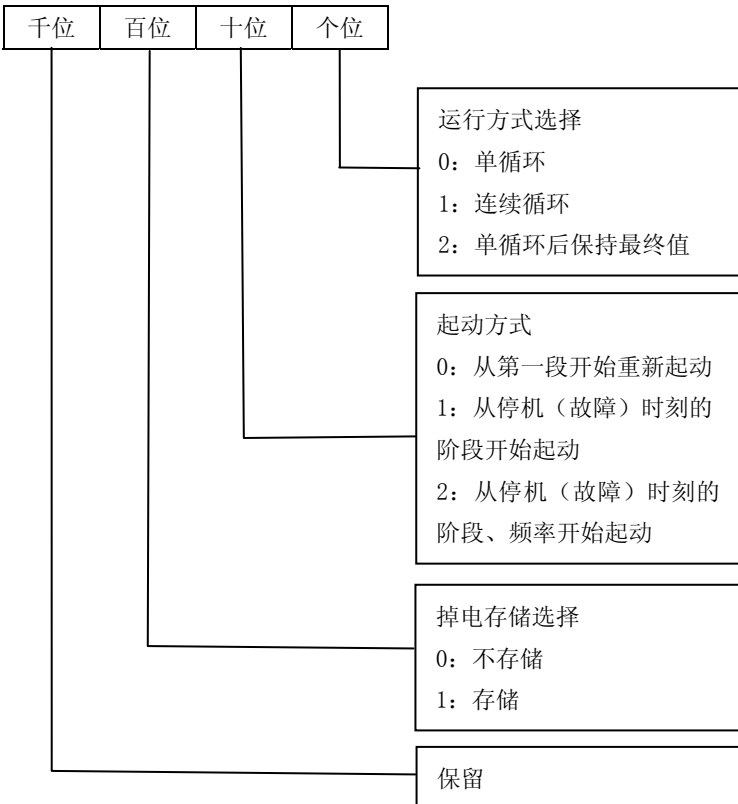 千位 百位 十位 个位
运行方式选择
0：单循环
1：连续循环
2：单循环后保持最终值
起动方式
0：从第一段开始重新起动
1：从停机（故障）时刻的
阶段开始起动
2：从停机（故障）时刻的
阶段、频率开始起动
掉电存储选择
0：不存储
1：存储
保留